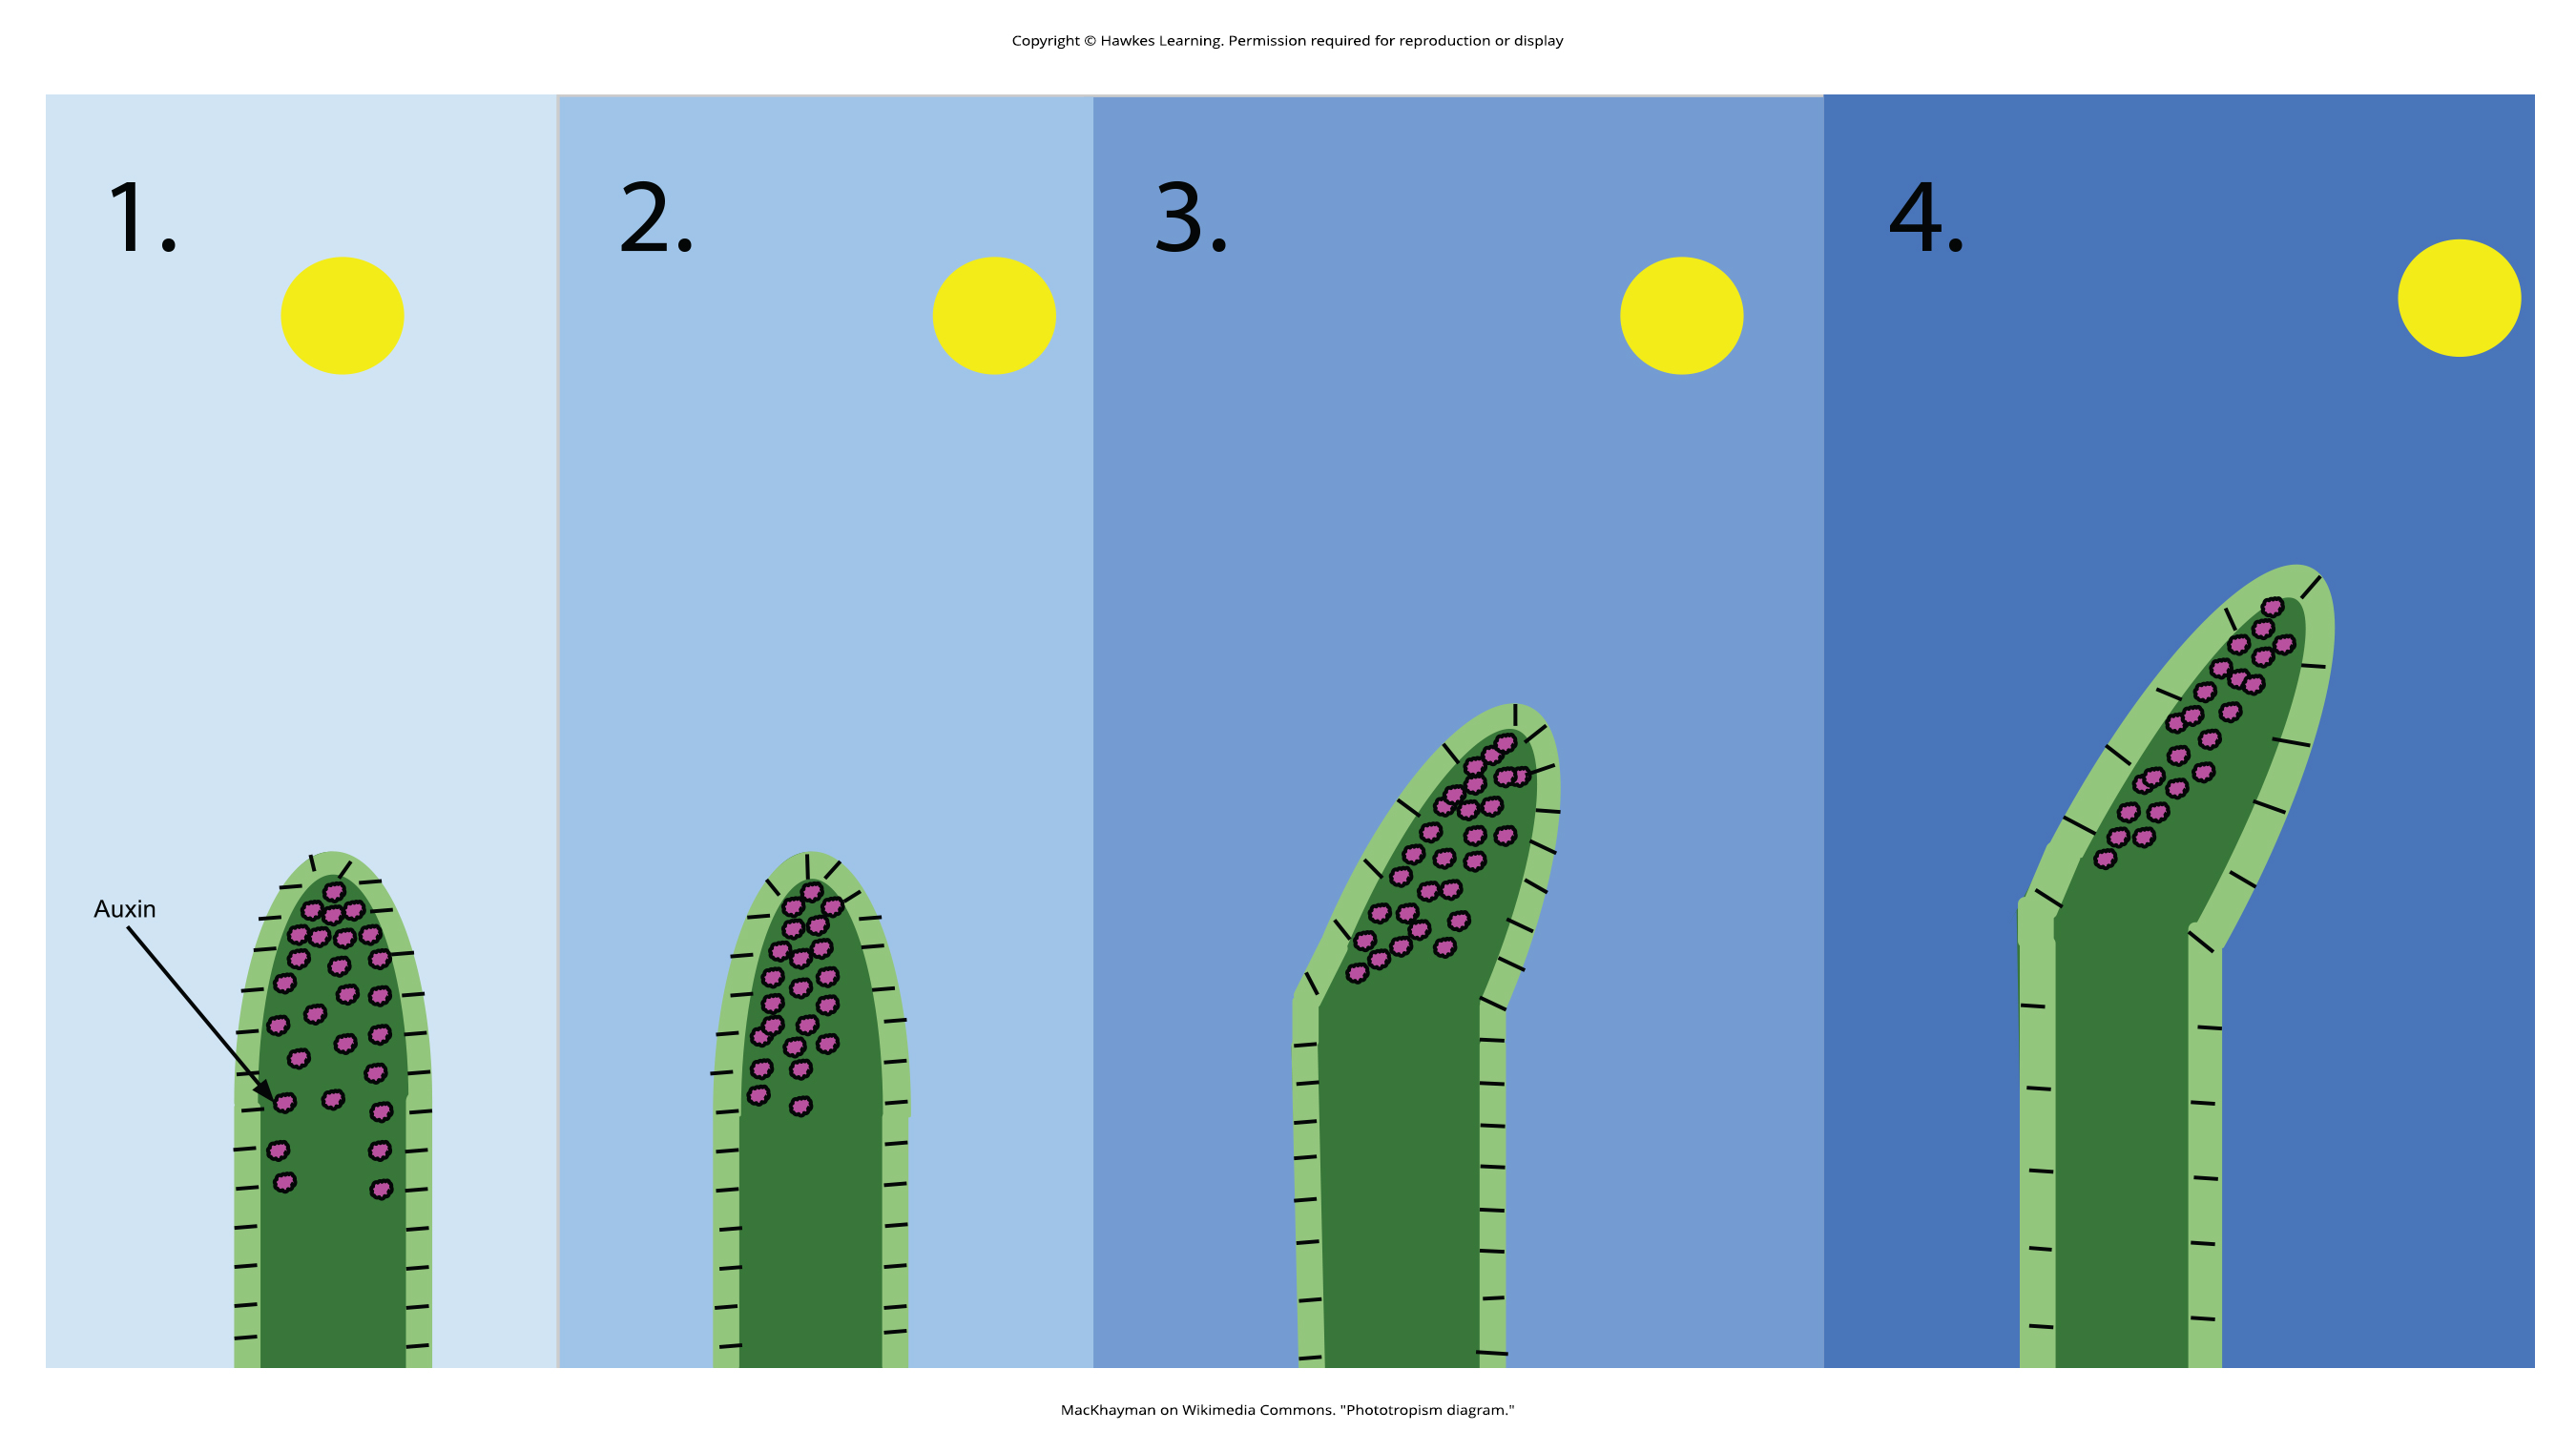 Copyright © Hawkes Learning. Permission required for reproduction or display
1.
2.
3.
4.
Auxin
MacKhayman on Wikimedia Commons. "Phototropism diagram."